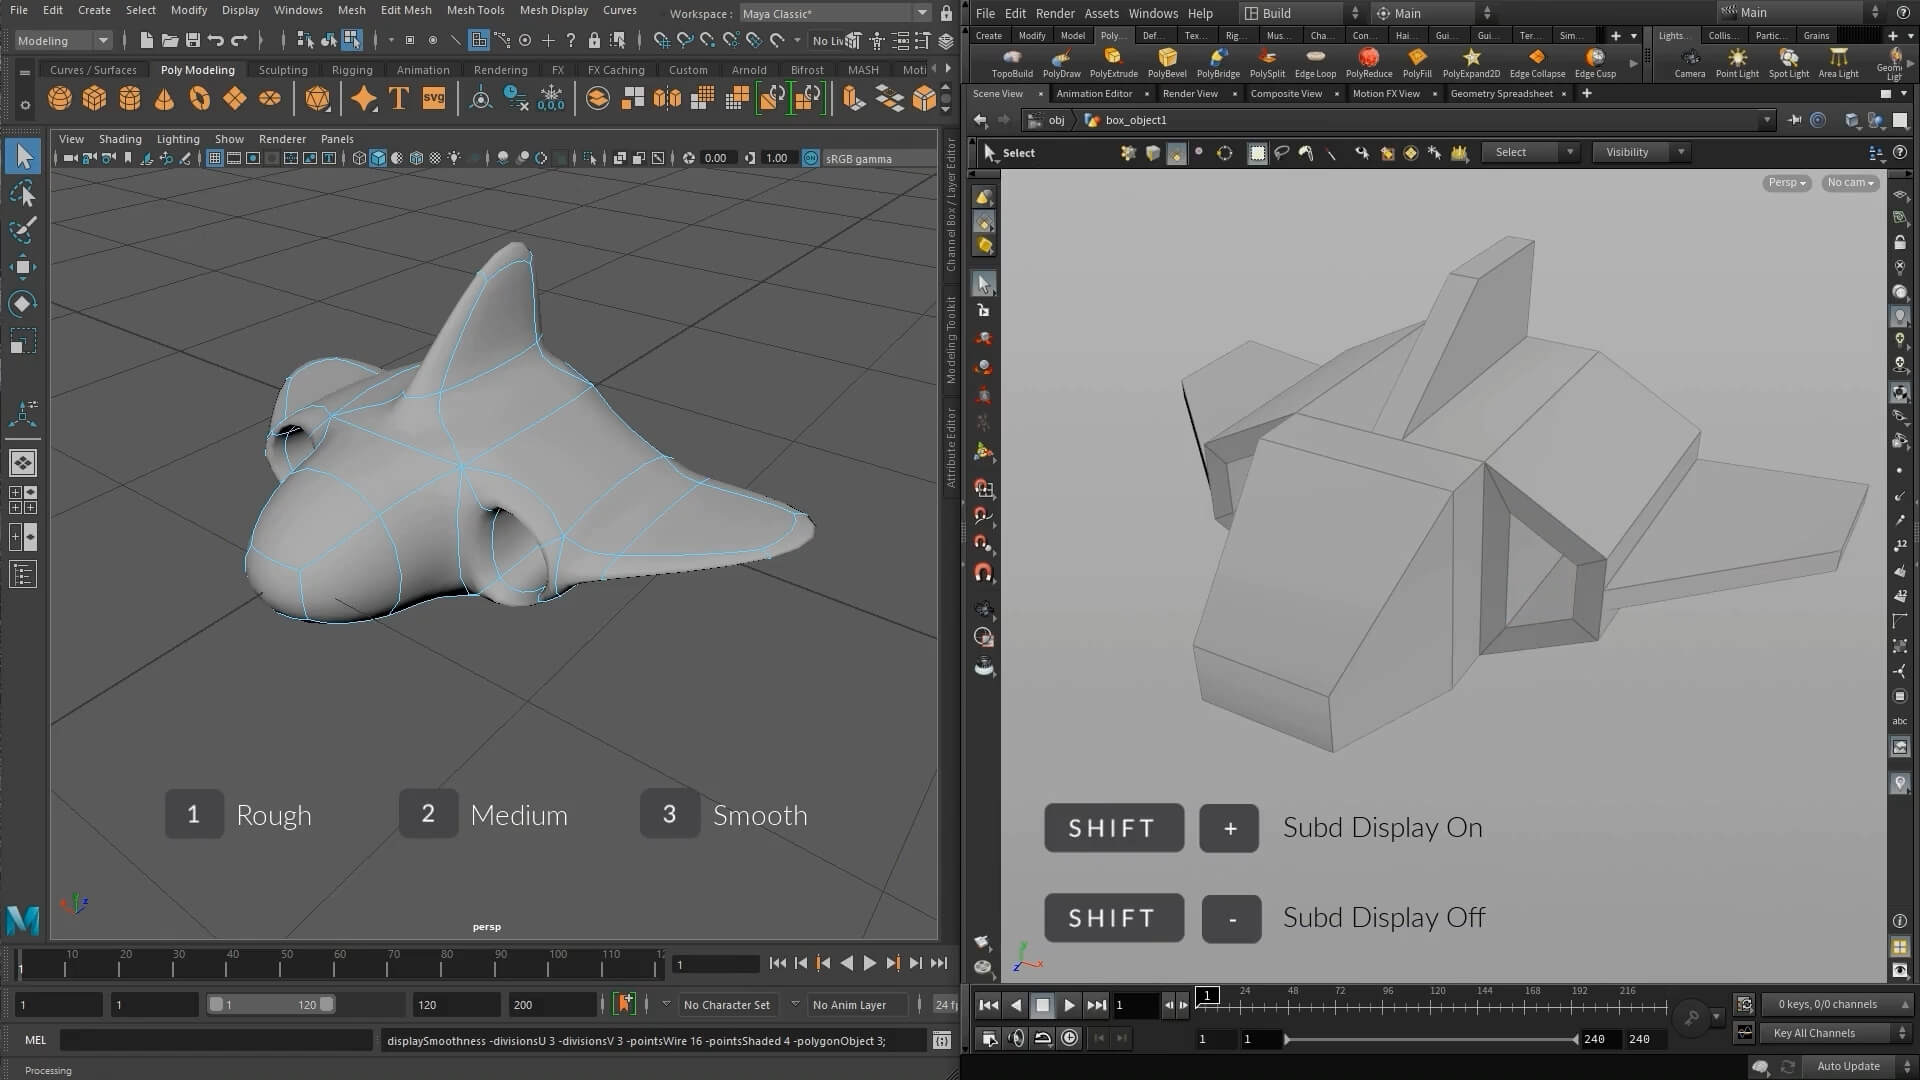 File Edit Create Select Modify Display Windows Mesh Edit Mesh Mesh Tools Mesh Display Curves Workspace : Maya Classic*
Modeling No Liv
Curves / Surfaces Poly Modeling Sculpting Rigging Animation Rendering FX FX Caching Custom Arnold Bifrost MASH Moti
T svg 0,0,0
View Shading Lighting Show Renderer Panels
0.00 1.00 ON sRGB gamma
Channel Box / Layer Editor
Modeling Toolkit
Attribute Editor
1 Rough 2 Medium 3 Smooth
persp
1 10 20 30 40 50 60 70 80 90 100 110 12 1
1 1 1 120 120 200 No Character Set No Anim Layer 24 f
MEL displaySmoothness -divisionsU 3 -divisionsV 3 -pointsWire 16 -pointsShaded 4 -polygonObject 3;
Processing
File Edit Render Assets Windows Help Build Main Main
Create Modify Model Poly... Def... Tex... Rig... Mus... Cha... Con... Hai... Gui... Gui... Ter... Sim... Lights... Collis... Partic... Grains
TopoBuild PolyDraw PolyExtrude PolyBevel PolyBridge PolySplit Edge Loop PolyReduce PolyFill PolyExpand2D Edge Collapse Edge Cusp Camera Point Light Spot Light Area Light Geome Ligh
Scene View Animation Editor Render View Composite View Motion FX View Geometry Spreadsheet
obj box_object1
Select Select Visibility
Persp No cam
12
12
abc
SHIFT + Subd Display On
SHIFT - Subd Display Off
1 1 24 48 72 96 120 144 168 192 216 0 keys, 0/0 channels
1 1 240 240 Key All Channels
Auto Update